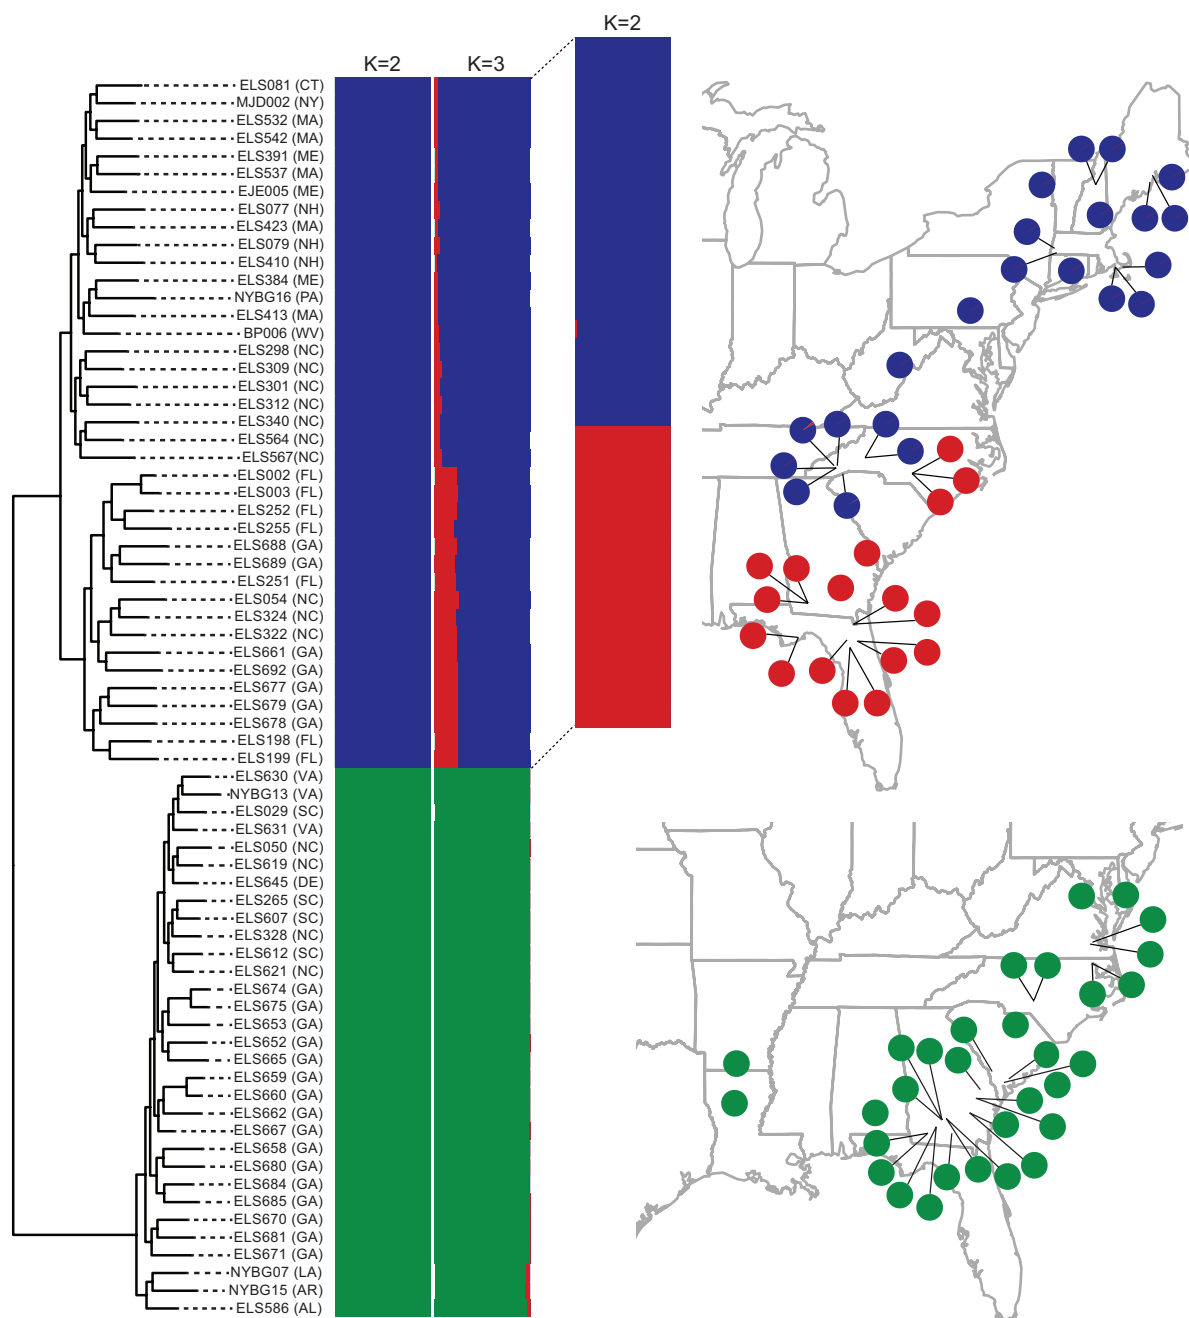 K=2
K=2 K=3
ELS081 (CT)
MJD002 (NY)
ELS532 (MA)
ELS542 (MA)
ELS391 (ME)
ELS537 (MA)
EJE005 (ME)
ELS077 (NH)
ELS423 (MA)
ELS079 (NH)
ELS410 (NH)
ELS384 (ME)
NYBG16 (PA)
ELS413 (MA)
BP006 (WV)
ELS298 (NC)
ELS309 (NC)
ELS301 (NC)
ELS312 (NC)
ELS340 (NC)
ELS564 (NC)
ELS567(NC)
ELS002 (FL)
ELS003 (FL)
ELS252 (FL)
ELS255 (FL)
ELS688 (GA)
ELS689 (GA)
ELS251 (FL)
ELS054 (NC)
ELS324 (NC)
ELS322 (NC)
ELS661 (GA)
ELS692 (GA)
ELS677 (GA)
ELS679 (GA)
ELS678 (GA)
ELS198 (FL)
ELS199 (FL)
ELS630 (VA)
NYBG13 (VA)
ELS029 (SC)
ELS631 (VA)
ELS050 (NC)
ELS619 (NC)
ELS645 (DE)
ELS265 (SC)
ELS607 (SC)
ELS328 (NC)
ELS612 (SC)
ELS621 (NC)
ELS674 (GA)
ELS675 (GA)
ELS653 (GA)
ELS652 (GA)
ELS665 (GA)
ELS659 (GA)
ELS660 (GA)
ELS662 (GA)
ELS667 (GA)
ELS658 (GA)
ELS680 (GA)
ELS684 (GA)
ELS685 (GA)
ELS670 (GA)
ELS681 (GA)
ELS671 (GA)
NYBG07 (LA)
NYBG15 (AR)
ELS586 (AL)